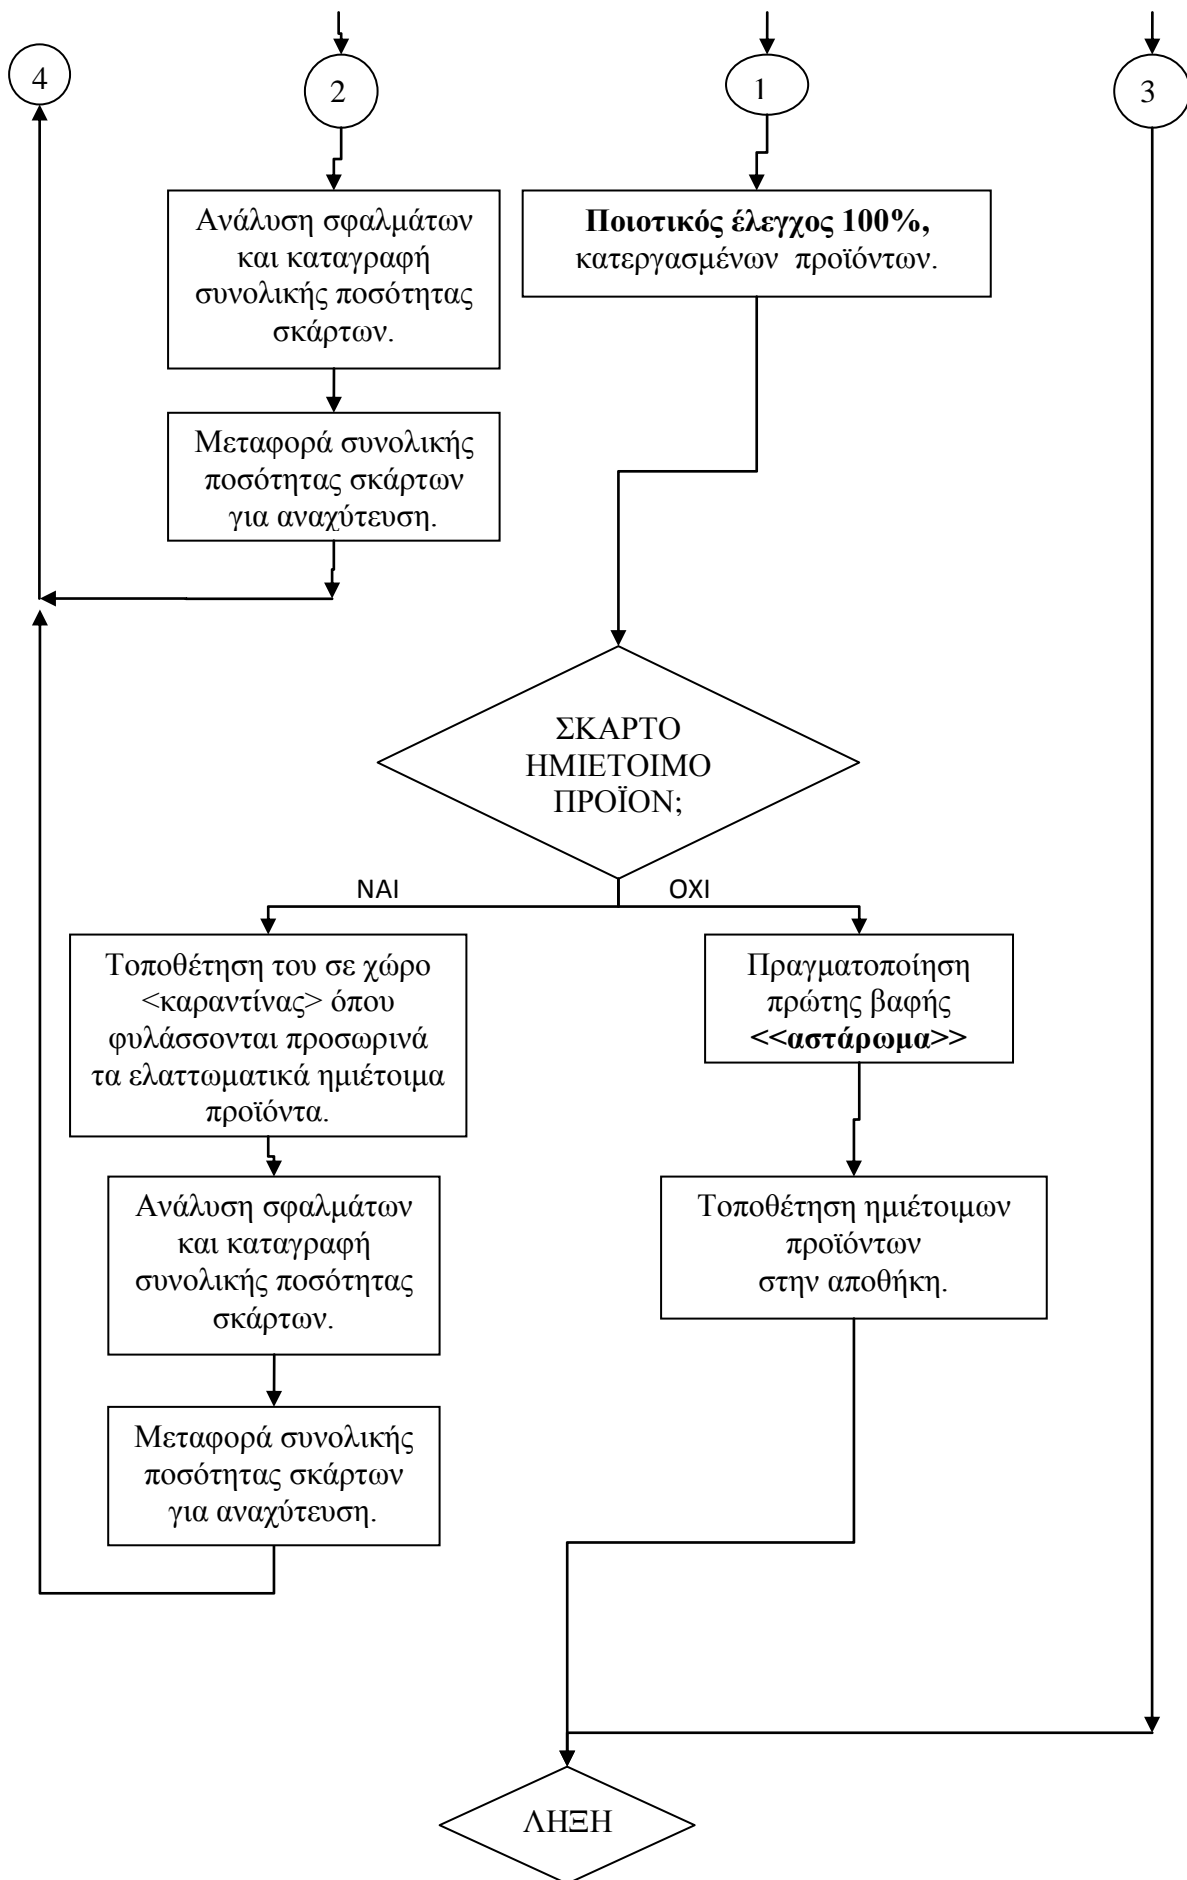 4
2
1
3
Ανάλυση σφαλμάτων
και καταγραφή
συνολικής ποσότητας
σκάρτων.
Ποιοτικός έλεγχος 100%,
κατεργασμένων προϊόντων.
Μεταφορά συνολικής
ποσότητας σκάρτων
για αναχύτευση.
ΣΚΑΡΤΟ
ΗΜΙΕΤΟΙΜΟ
ΠΡΟΪΟΝ;
ΝΑΙ
ΟΧΙ
Τοποθέτηση του σε χώρο
<καραντίνας> όπου
φυλάσσονται προσωρινά
τα ελαττωματικά ημιέτοιμα
προϊόντα.
Πραγματοποίηση
πρώτης βαφής
<<αστάρωμα>>
Ανάλυση σφαλμάτων
και καταγραφή
συνολικής ποσότητας
σκάρτων.
Τοποθέτηση ημιέτοιμων
προϊόντων
στην αποθήκη.
Μεταφορά συνολικής
ποσότητας σκάρτων
για αναχύτευση.
ΛΗΞΗ